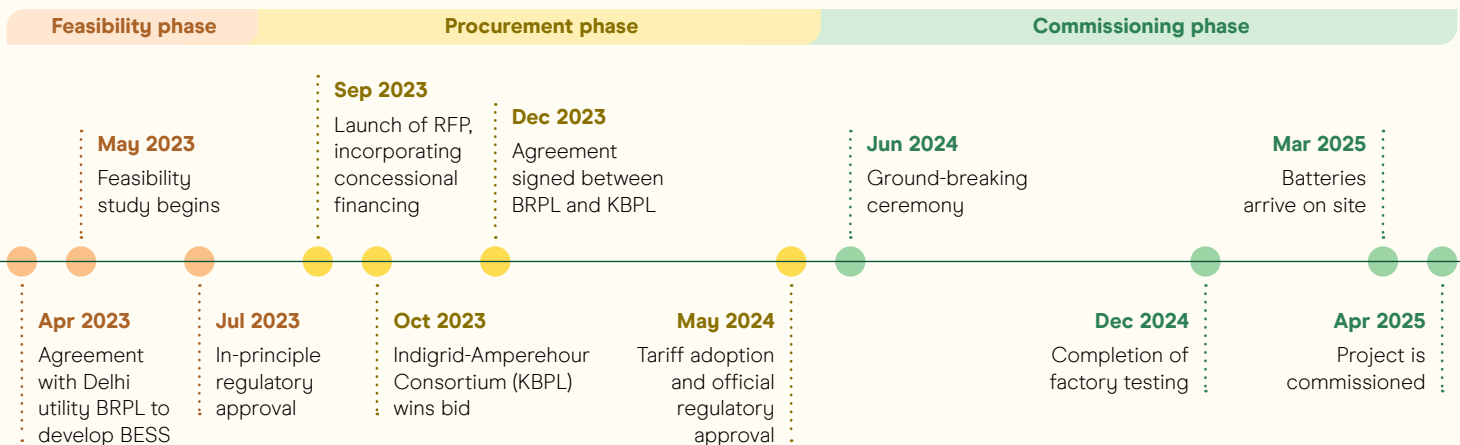 Feasibility phase
Procurement phase
Commissioning phase
Apr 2023
Agreement
with Delhi
utility BRPL to
develop BESS
May 2023
Feasibility
study begins
Jul 2023
In-principle
regulatory
approval
Sep 2023
Launch of RFP,
incorporating
concessional
financing
Oct 2023
Indigrid-Amperehour
Consortium (KBPL)
wins bid
Dec 2023
Agreement
signed between
BRPL and KBPL
May 2024
Tariff adoption
and official
regulatory
approval
Jun 2024
Ground-breaking
ceremony
Dec 2024
Completion of
factory testing
Mar 2025
Batteries
arrive on site
Apr 2025
Project is
commissioned